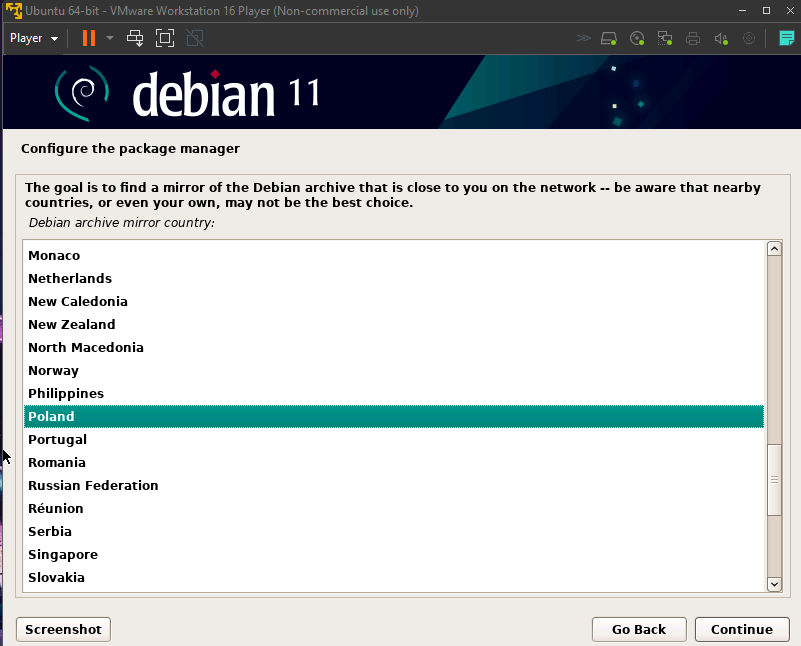 Ubuntu 64-bit - VMware Workstation 16 Player (Non-commercial use only)
Player
debian 11
Configure the package manager
The goal is to find a mirror of the Debian archive that is close to you on the network -- be aware that nearby
countries, or even your own, may not be the best choice.
Debian archive mirror country:
Monaco
Netherlands
New Caledonia
New Zealand
North Macedonia
Norway
Philippines
Poland
Portugal
Romania
Russian Federation
Réunion
Serbia
Singapore
Slovakia
Screenshot
Go Back
Continue